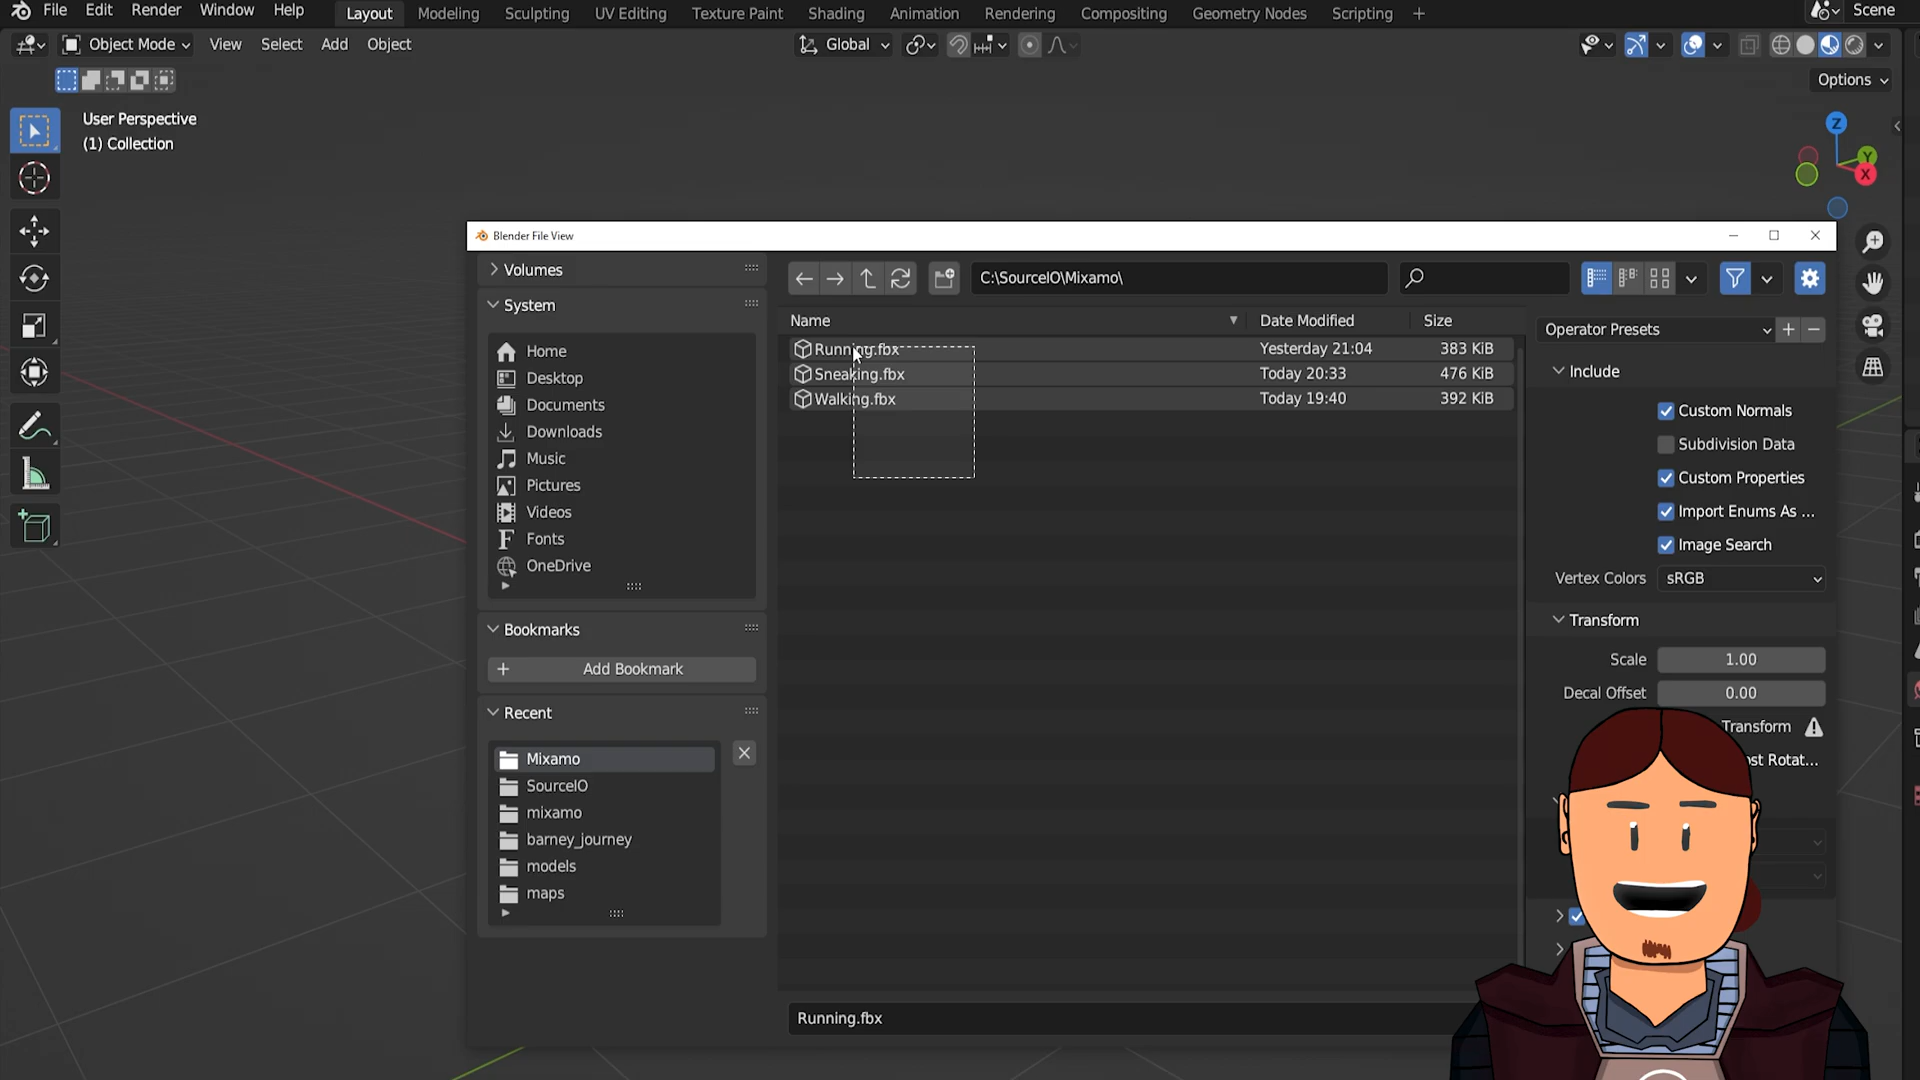 File Edit Render Window Help Layout Modeling Sculpting UV Editing Texture Paint Shading Animation Rendering Compositing Geometry Nodes Scripting + Scene
Object Mode View Select Add Object Global
Options
User Perspective
(1) Collection
Z
Y
X
Blender File View
Volumes
System
Home
Desktop
Documents
Downloads
Music
Pictures
Videos
Fonts
OneDrive
Bookmarks
+ Add Bookmark
Recent
Mixamo
SourceIO
mixamo
barney_journey
models
maps
C:\SourceIO\Mixamo\
Name Date Modified Size
Running.fbx Yesterday 21:04 383 KiB
Sneaking.fbx Today 20:33 476 KiB
Walking.fbx Today 19:40 392 KiB
Running.fbx
Operator Presets + −
Include
Custom Normals
Subdivision Data
Custom Properties
Import Enums As ...
Image Search
Vertex Colors sRGB
Transform
Scale 1.00
Decal Offset 0.00
Transform
st Rotat...